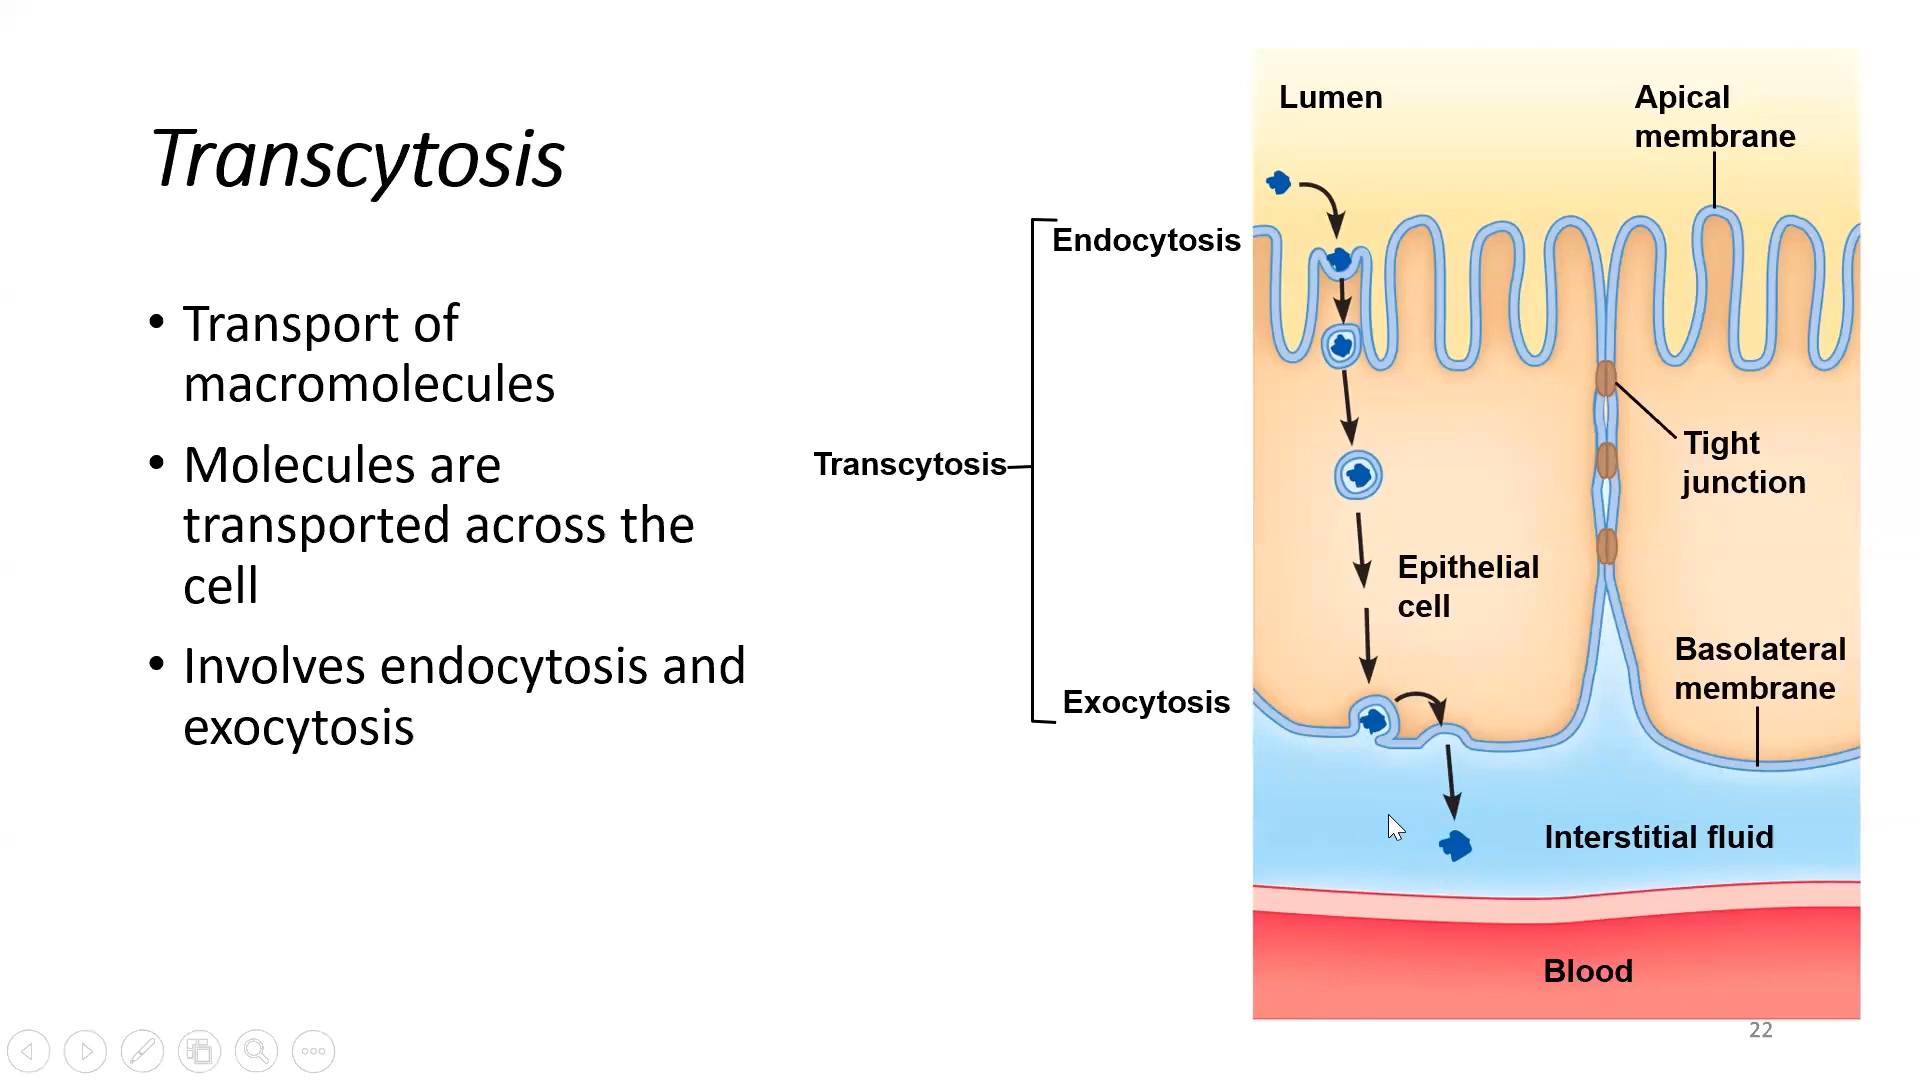 Transcytosis
• Transport of
macromolecules
• Molecules are
transported across the
cell
• Involves endocytosis and
exocytosis
Transcytosis
Endocytosis
Exocytosis
Lumen
Apical
membrane
Tight
junction
Epithelial
cell
Basolateral
membrane
Interstitial fluid
Blood
22